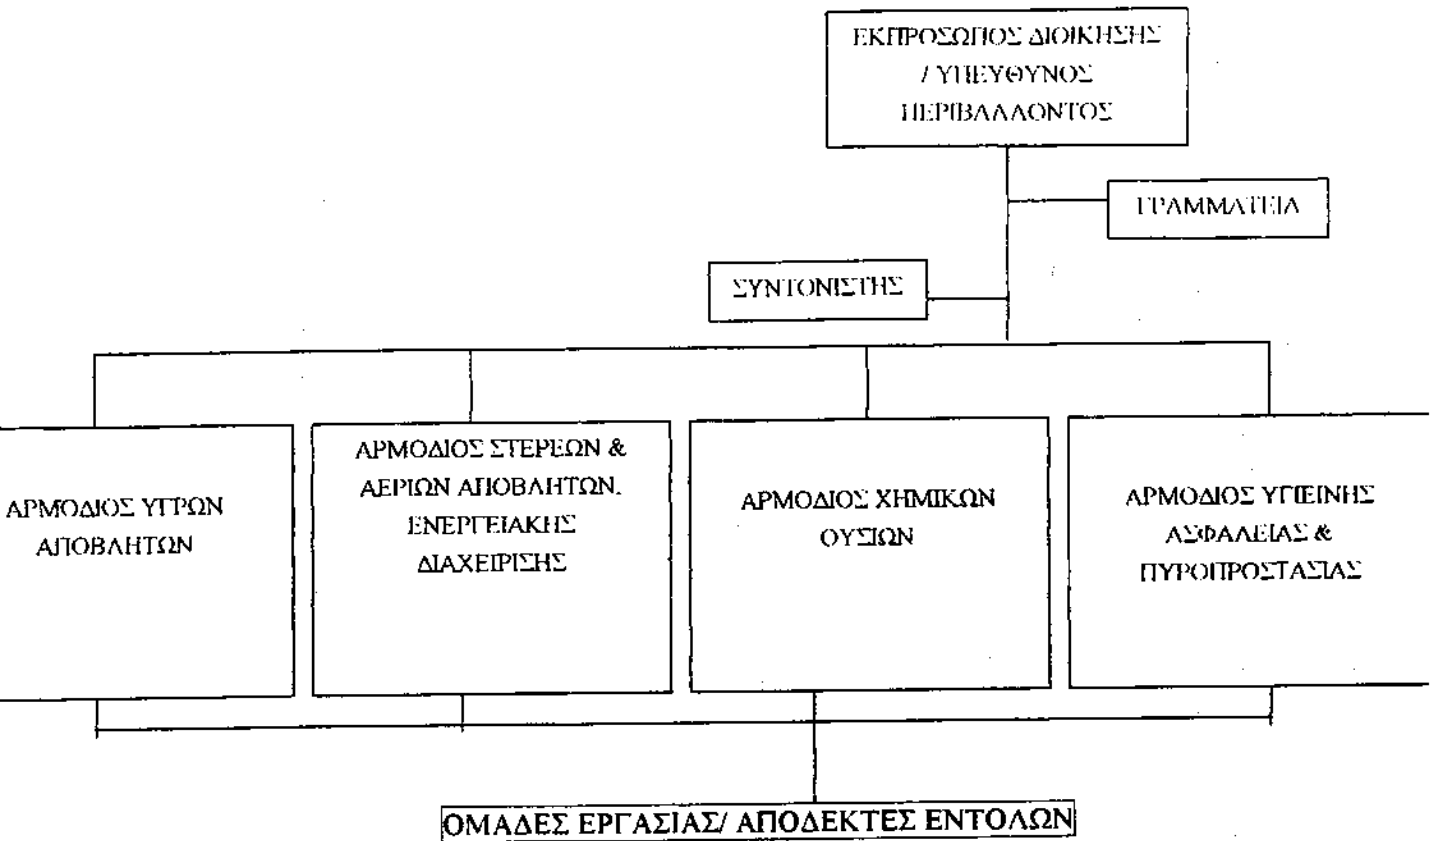 ΕΚΠΡΟΣΩΠΟΣ ΔΙΟΙΚΗΣΗΣ
/ ΥΠΕΥΘΥΝΟΣ
ΠΕΡΙΒΑΛΛΟΝΤΟΣ
ΓΡΑΜΜΑΤΕΙΑ
ΣΥΝΤΟΝΙΣΤΗΣ
ΑΡΜΟΔΙΟΣ ΥΓΡΩΝ
ΑΠΟΒΛΗΤΩΝ
ΑΡΜΟΔΙΟΣ ΣΤΕΡΕΩΝ &
ΑΕΡΙΩΝ ΑΠΟΒΛΗΤΩΝ.
ΕΝΕΡΓΕΙΑΚΗΣ
ΔΙΑΧΕΙΡΙΣΗΣ
ΑΡΜΟΔΙΟΣ ΧΗΜΙΚΩΝ
ΟΥΣΙΩΝ
ΑΡΜΟΔΙΟΣ ΥΓΙΕΙΝΗΣ
ΑΣΦΑΛΕΙΑΣ &
ΠΥΡΟΠΡΟΣΤΑΣΙΑΣ
ΟΜΑΔΕΣ ΕΡΓΑΣΙΑΣ/ ΑΠΟΔΕΚΤΕΣ ΕΝΤΟΛΩΝ